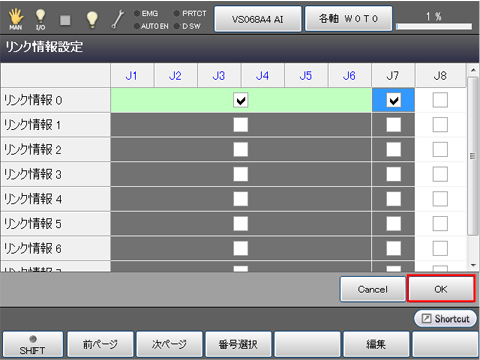 MAN
I/O
EMG PRTCT
AUTO EN D SW
VS068A4 AI
各軸 W0T0
1 %
リンク情報設定
J1 J2 J3 J4 J5 J6 J7 J8
リンク情報 0
リンク情報 1
リンク情報 2
リンク情報 3
リンク情報 4
リンク情報 5
リンク情報 6
Cancel OK
Shortcut
SHIFT 前ページ 次ページ 番号選択 編集